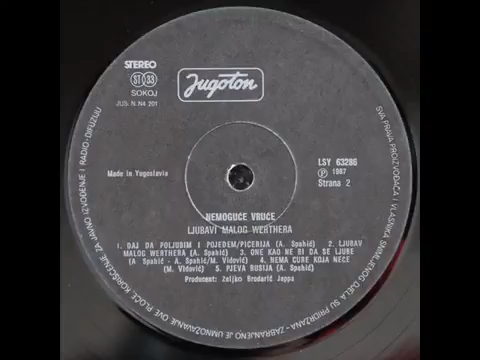 STEREO
ST 33
SOKOJ
JUS. N. N4 201
Jugoton
Made in Yugoslavia
LSY 63286
Ⓟ 1987
Strana 2
NEMOGUĆE VRUĆE
LJUBAVI MALOG WERTHERA
1. DAJ DA POLJUBIM I POJEDEM/PICERIJA (A. Spahić) 2. LJUBAV
MALOG WERTHERA (A. Spahić) 3. ONE KAO NE BI DA SE LJUBE
(A. Spahić - A. Spahić/M. Vidović) 4. NEMA CURE KOJA NEĆE
(M. Vidović) 5. PJEVA RUSIJA (A. Spahić)
Producent: Zeljko Brodarić Jappa
SVA PRAVA PROIZVOĐAČA I VLASNIKA SNIMLJENOG DJELA SU PRIDRŽANA - ZABRANJENO JE UMNOŽAVANJE OVE PLOČE, KORIŠĆENJE ZA JAVNO IZVOĐENJE I RADIO-DIFUZIJU